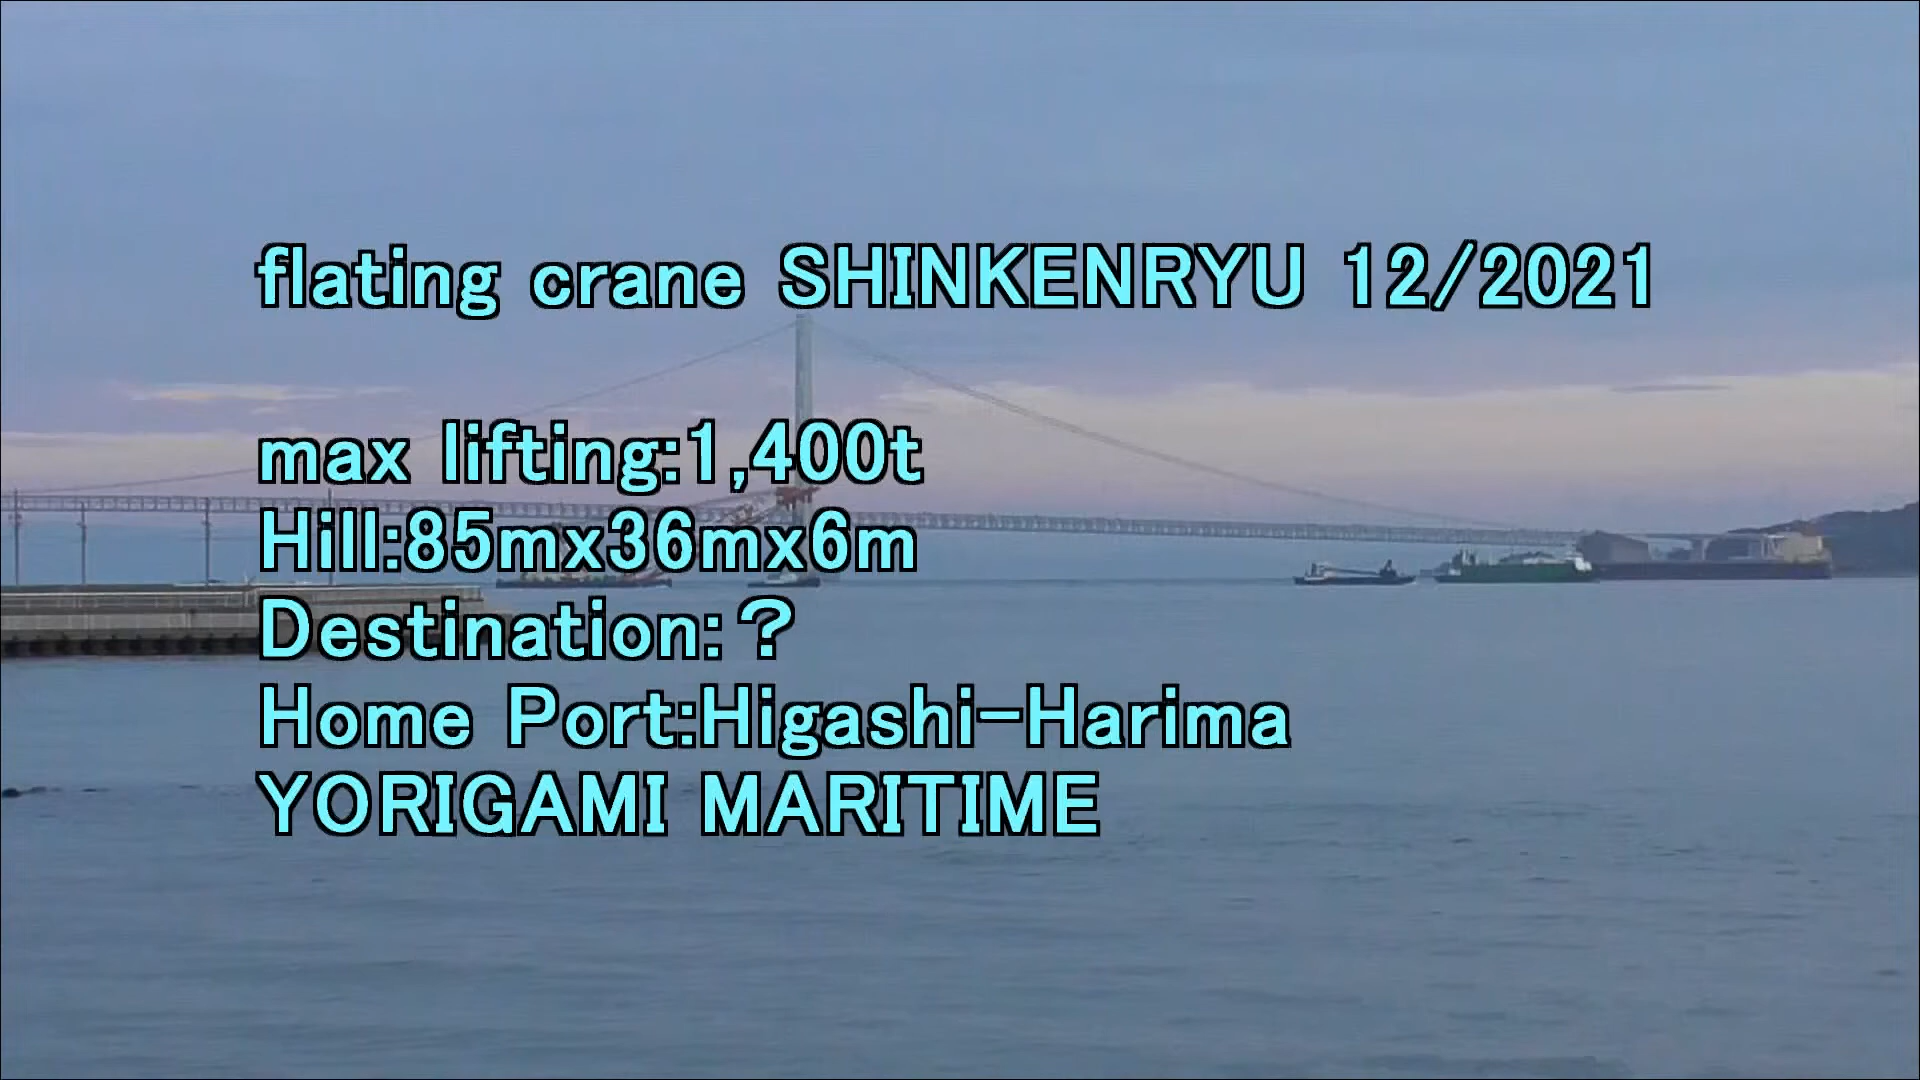 flating crane SHINKENRYU 12/2021
max lifting:1,400t
Hill:85mx36mx6m
Destination:？
Home Port:Higashi-Harima
YORIGAMI MARITIME